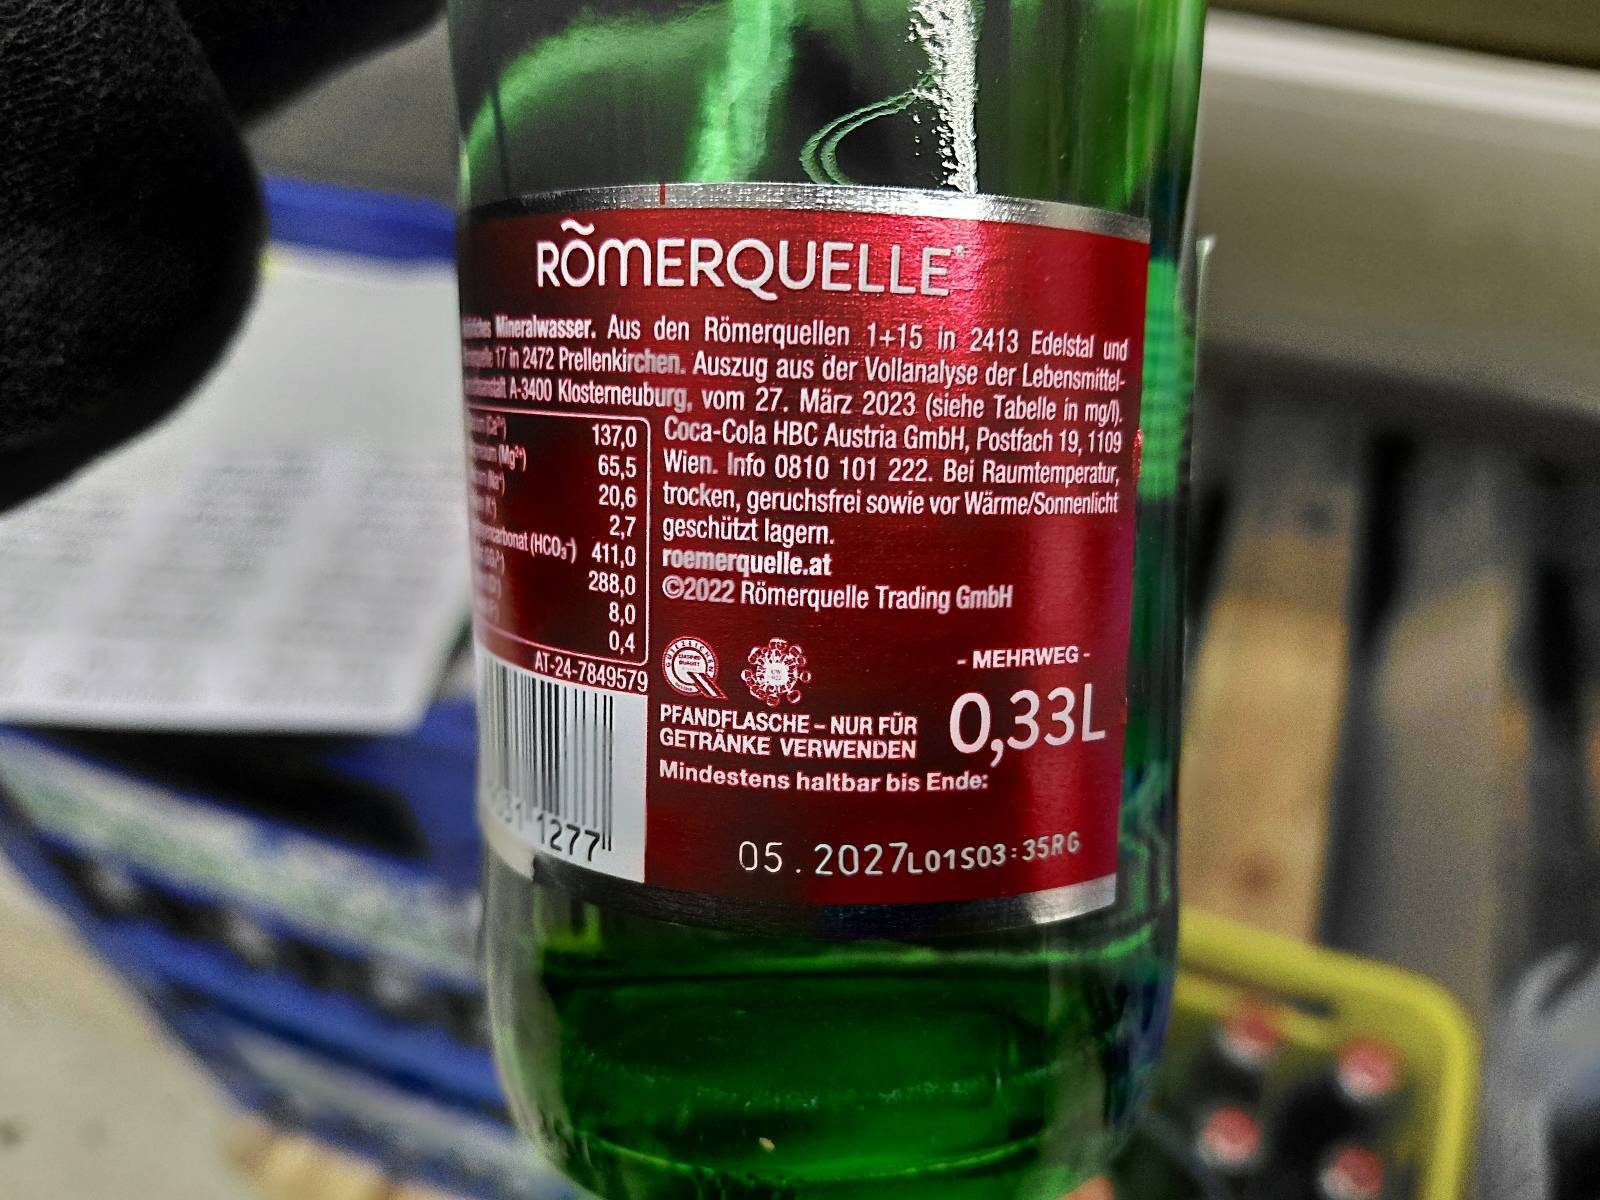 RÖMERQUELLE
Mineralwasser. Aus den Römerquellen 1+15 in 2413 Edelstal und
17 in 2472 Prellenkirchen. Auszug aus der Vollanalyse der Lebensmittel-
A-3400 Klosterneuburg, vom 27. März 2023 (siehe Tabelle in mg/l).
(Ca²⁺) 137,0
(Mg²⁺) 65,5
(Na⁺) 20,6
2,7
(HCO₃⁻) 411,0
288,0
8,0
0,4
AT-24-7849579
1277
Coca-Cola HBC Austria GmbH, Postfach 19, 1109
Wien. Info 0810 101 222. Bei Raumtemperatur,
trocken, geruchsfrei sowie vor Wärme/Sonnenlicht
geschützt lagern.
roemerquelle.at
©2022 Römerquelle Trading GmbH
- MEHRWEG -
0,33L
PFANDFLASCHE – NUR FÜR
GETRÄNKE VERWENDEN
Mindestens haltbar bis Ende:
05.2027L01S03:35RG